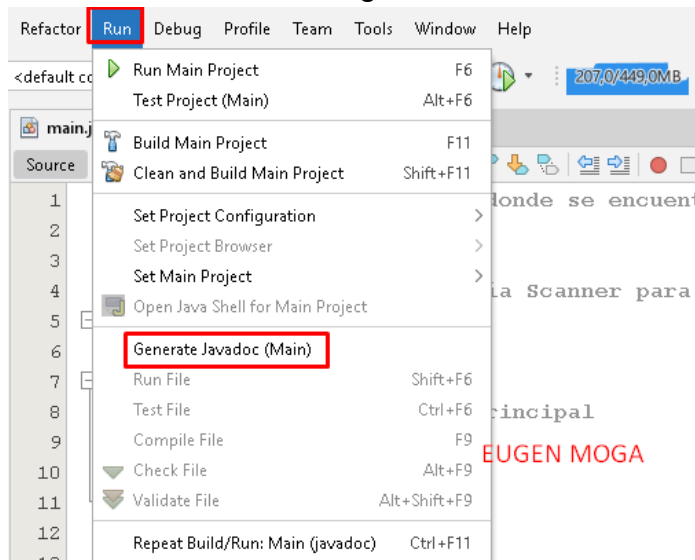 Refactor Run Debug Profile Team Tools Window Help
<default co
Run Main Project F6
207,0/449,0MB
Test Project (Main) Alt+F6
main.j
Build Main Project F11
Source
Clean and Build Main Project Shift+F11
1
Set Project Configuration
2
Set Project Browser
3
Set Main Project
4 ía Scanner para
Open Java Shell for Main Project
5
Generate Javadoc (Main)
6
7
Run File Shift+F6
8
Test File Ctrl+F6
rincipal
9
Compile File F9
EUGEN MOGA
10
Check File Alt+F9
11
Validate File Alt+Shift+F9
12
Repeat Build/Run: Main (javadoc) Ctrl+F11